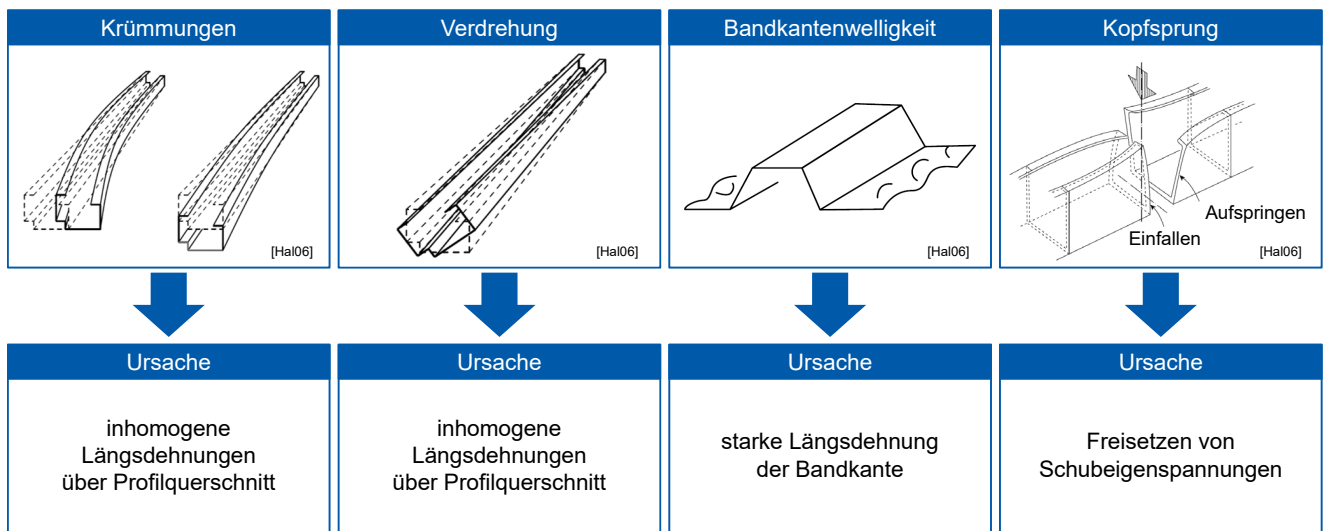 Krümmungen
[Hal06]
Verdrehung
[Hal06]
Bandkantenwelligkeit
[Hal06]
Kopfsprung
Aufspringen
Einfallen
[Hal06]
Ursache
inhomogene
Längsdehnungen
über Profilquerschnitt
Ursache
inhomogene
Längsdehnungen
über Profilquerschnitt
Ursache
starke Längsdehnung
der Bandkante
Ursache
Freisetzen von
Schubeigenspannungen